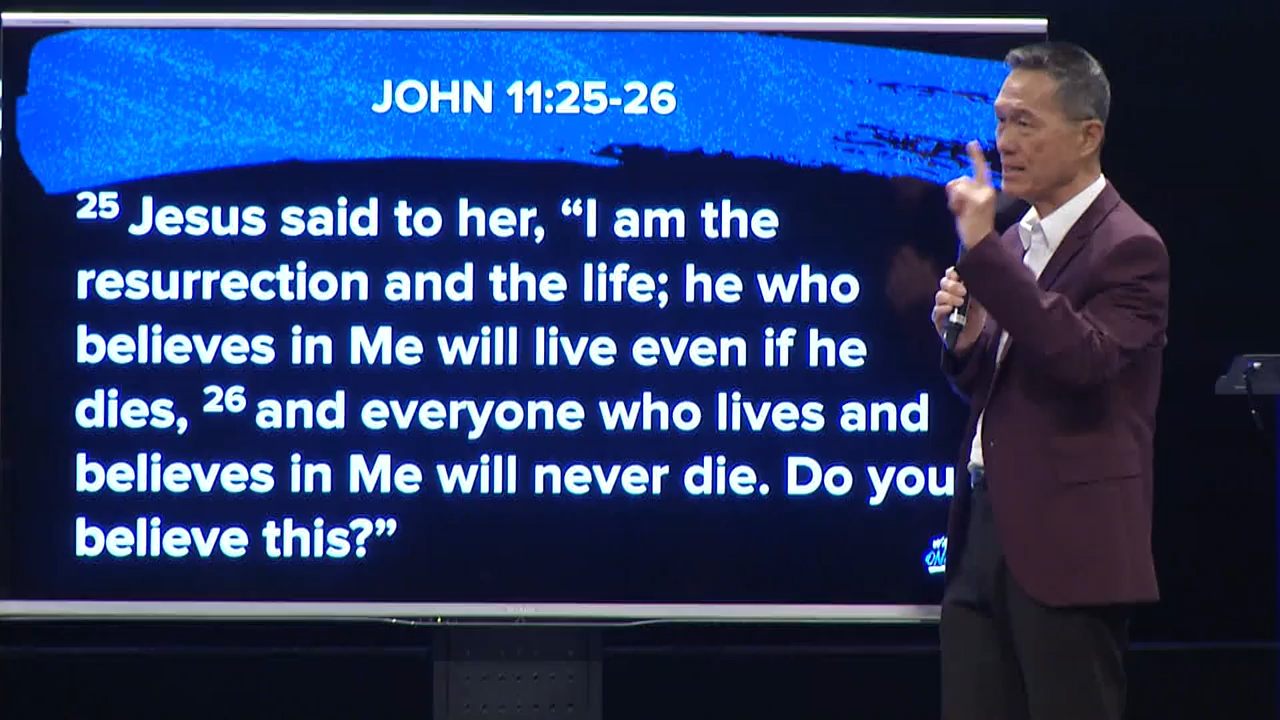 JOHN 11:25-26
25 Jesus said to her, “I am the
resurrection and the life; he who
believes in Me will live even if he
dies, 26 and everyone who lives and
believes in Me will never die. Do you
believe this?”